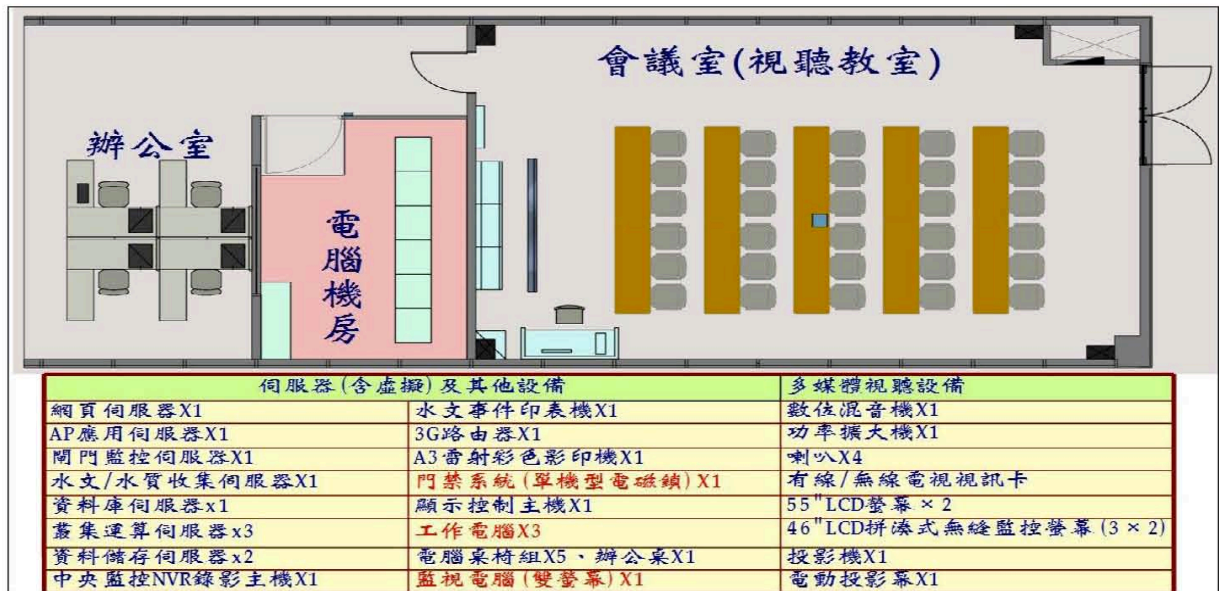 會議室(視聽教室)
辦公室
電腦機房
伺服器(含虛擬)及其他設備 多媒體視聽設備
網頁伺服器X1 水文事件印表機X1 數位混音機X1
AP應用伺服器X1 3G路由器X1 功率擴大機X1
閘門監控伺服器X1 A3雷射彩色影印機X1 喇叭X4
水文/水質收集伺服器X1 門禁系統(單機型電磁鎖)X1 有線/無線電視視訊卡
資料庫伺服器x1 顯示控制主機X1 55"LCD螢幕×2
叢集運算伺服器x3 工作電腦X3 46"LCD拼湊式無縫監控螢幕(3×2)
資料儲存伺服器x2 電腦桌椅組X5、辦公桌X1 投影機X1
中央監控NVR錄影主機X1 監視電腦(雙螢幕)X1 電動投影幕X1